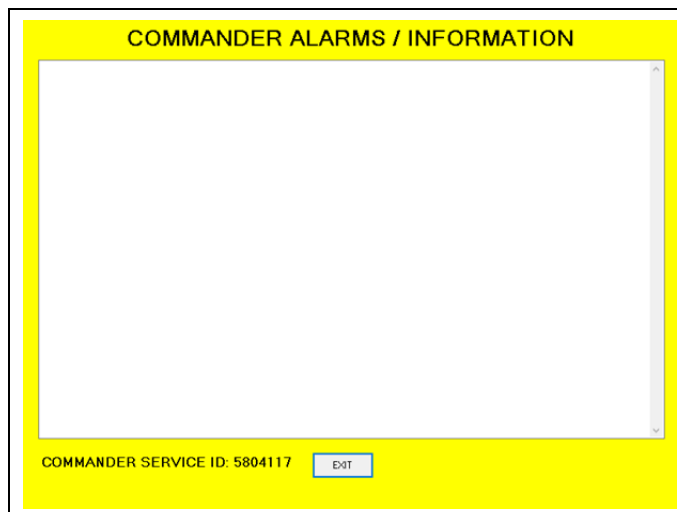 COMMANDER ALARMS / INFORMATION
COMMANDER SERVICE ID: 5804117
EXIT